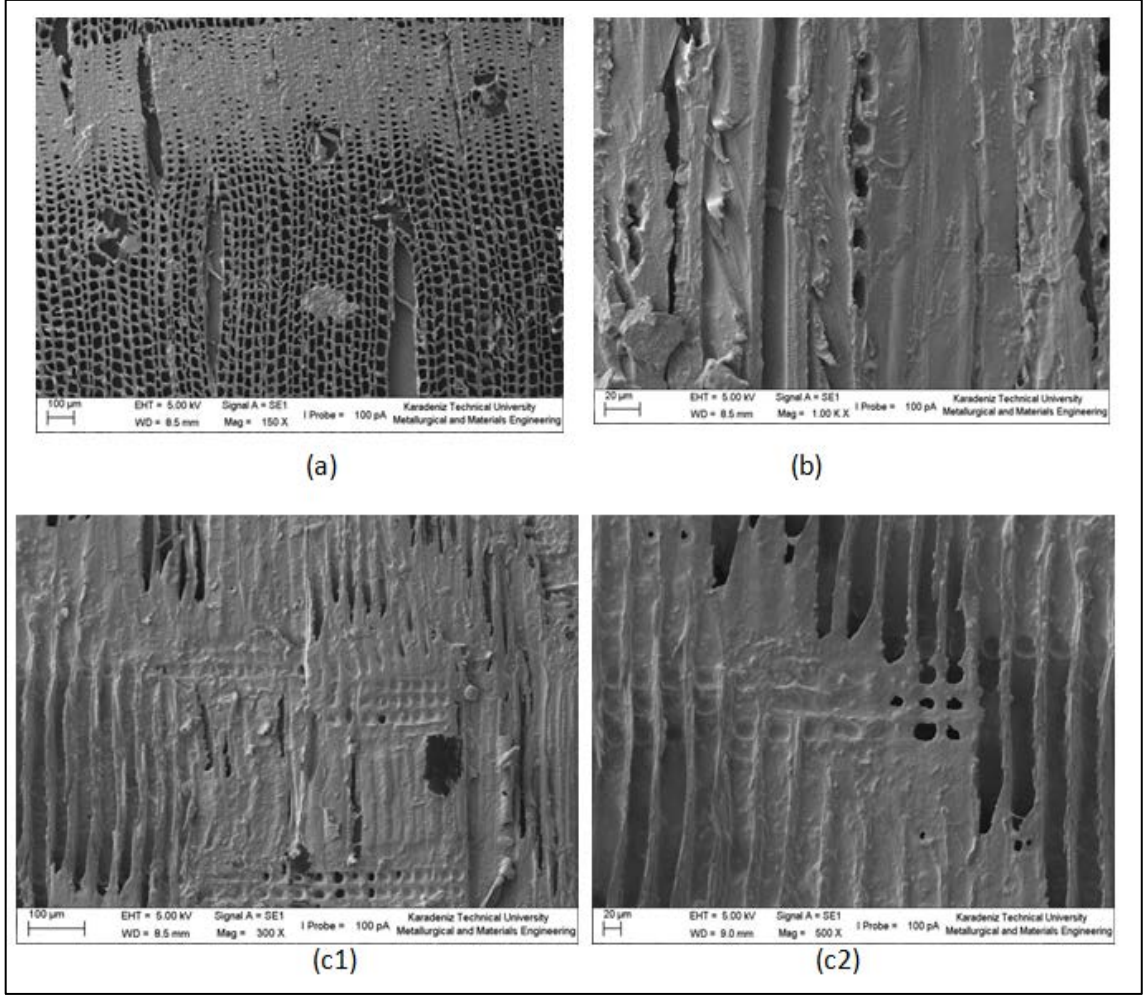 100 µm
EHT = 5.00 kV Signal A = SE1
WD = 8.5 mm Mag = 150 X
I Probe = 100 pA
Karadeniz Technical University
Metallurgical and Materials Engineering
(a)
20 µm
EHT = 5.00 kV Signal A = SE1
WD = 8.5 mm Mag = 1.00 K X
I Probe = 100 pA
Karadeniz Technical University
Metallurgical and Materials Engineering
(b)
100 µm
EHT = 5.00 kV Signal A = SE1
WD = 8.5 mm Mag = 300 X
I Probe = 100 pA
Karadeniz Technical University
Metallurgical and Materials Engineering
(c1)
20 µm
EHT = 5.00 kV Signal A = SE1
WD = 9.0 mm Mag = 500 X
I Probe = 100 pA
Karadeniz Technical University
Metallurgical and Materials Engineering
(c2)